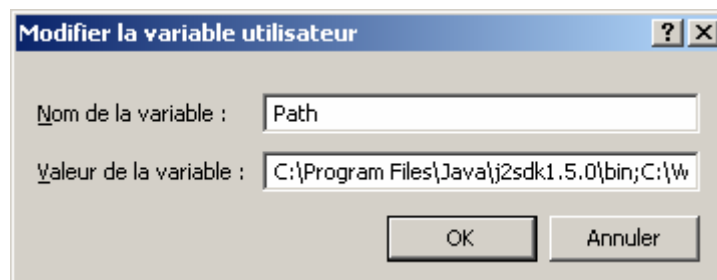 Modifier la variable utilisateur
Nom de la variable : Path
Valeur de la variable : C:\Program Files\Java\j2sdk1.5.0\bin;C:\W
OK Annuler